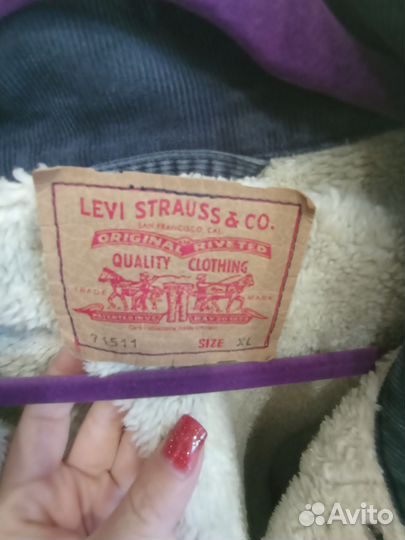 LEVI STRAUSS & CO.
SAN FRANCISCO, CAL.
ORIGINAL RIVETED
QUALITY CLOTHING
TRADE MARK
71511 SIZE XL
Avito